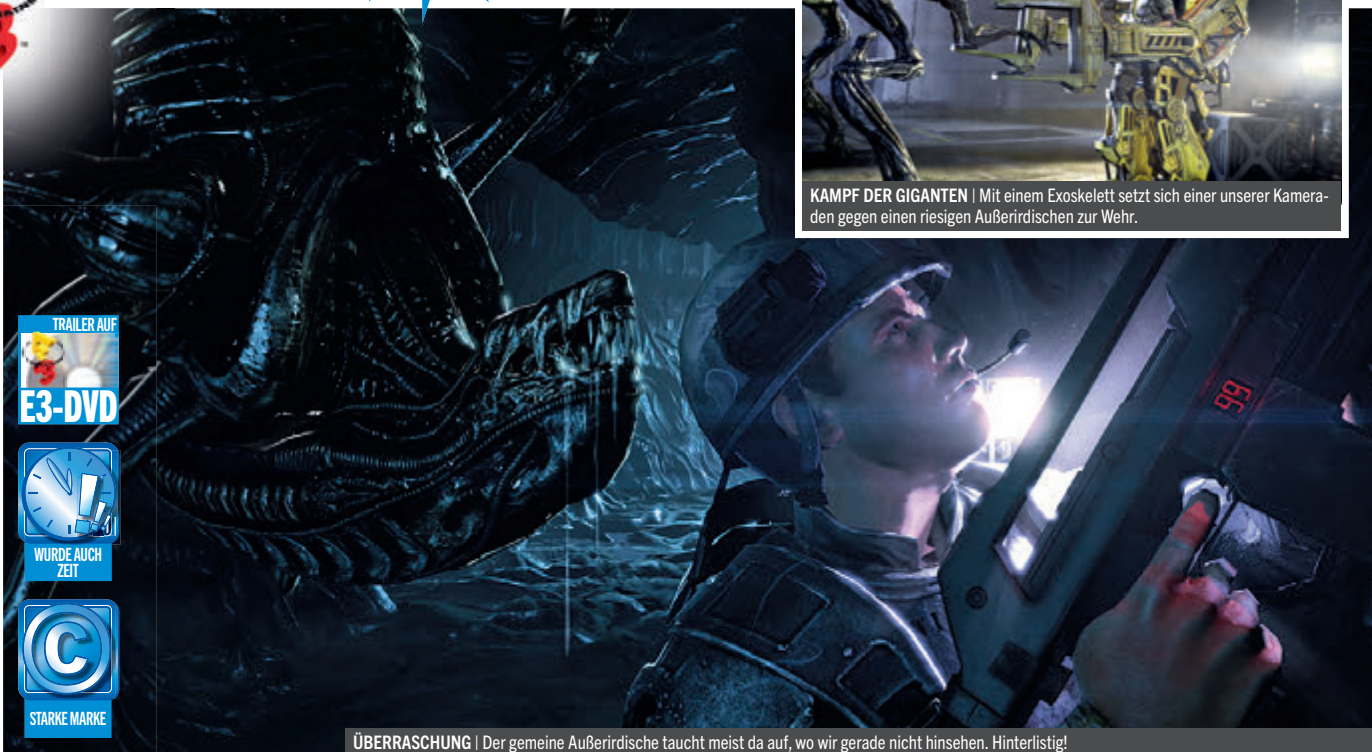 KAMPF DER GIGANTEN | Mit einem Exoskelett setzt sich einer unserer Kamera-
den gegen einen riesigen Außerirdischen zur Wehr.
TRAILER AUF
E3-DVD
WURDE AUCH
ZEIT
STARKE MARKE
99
ÜBERRASCHUNG | Der gemeine Außerirdische taucht meist da auf, wo wir gerade nicht hinsehen. Hinterlistig!